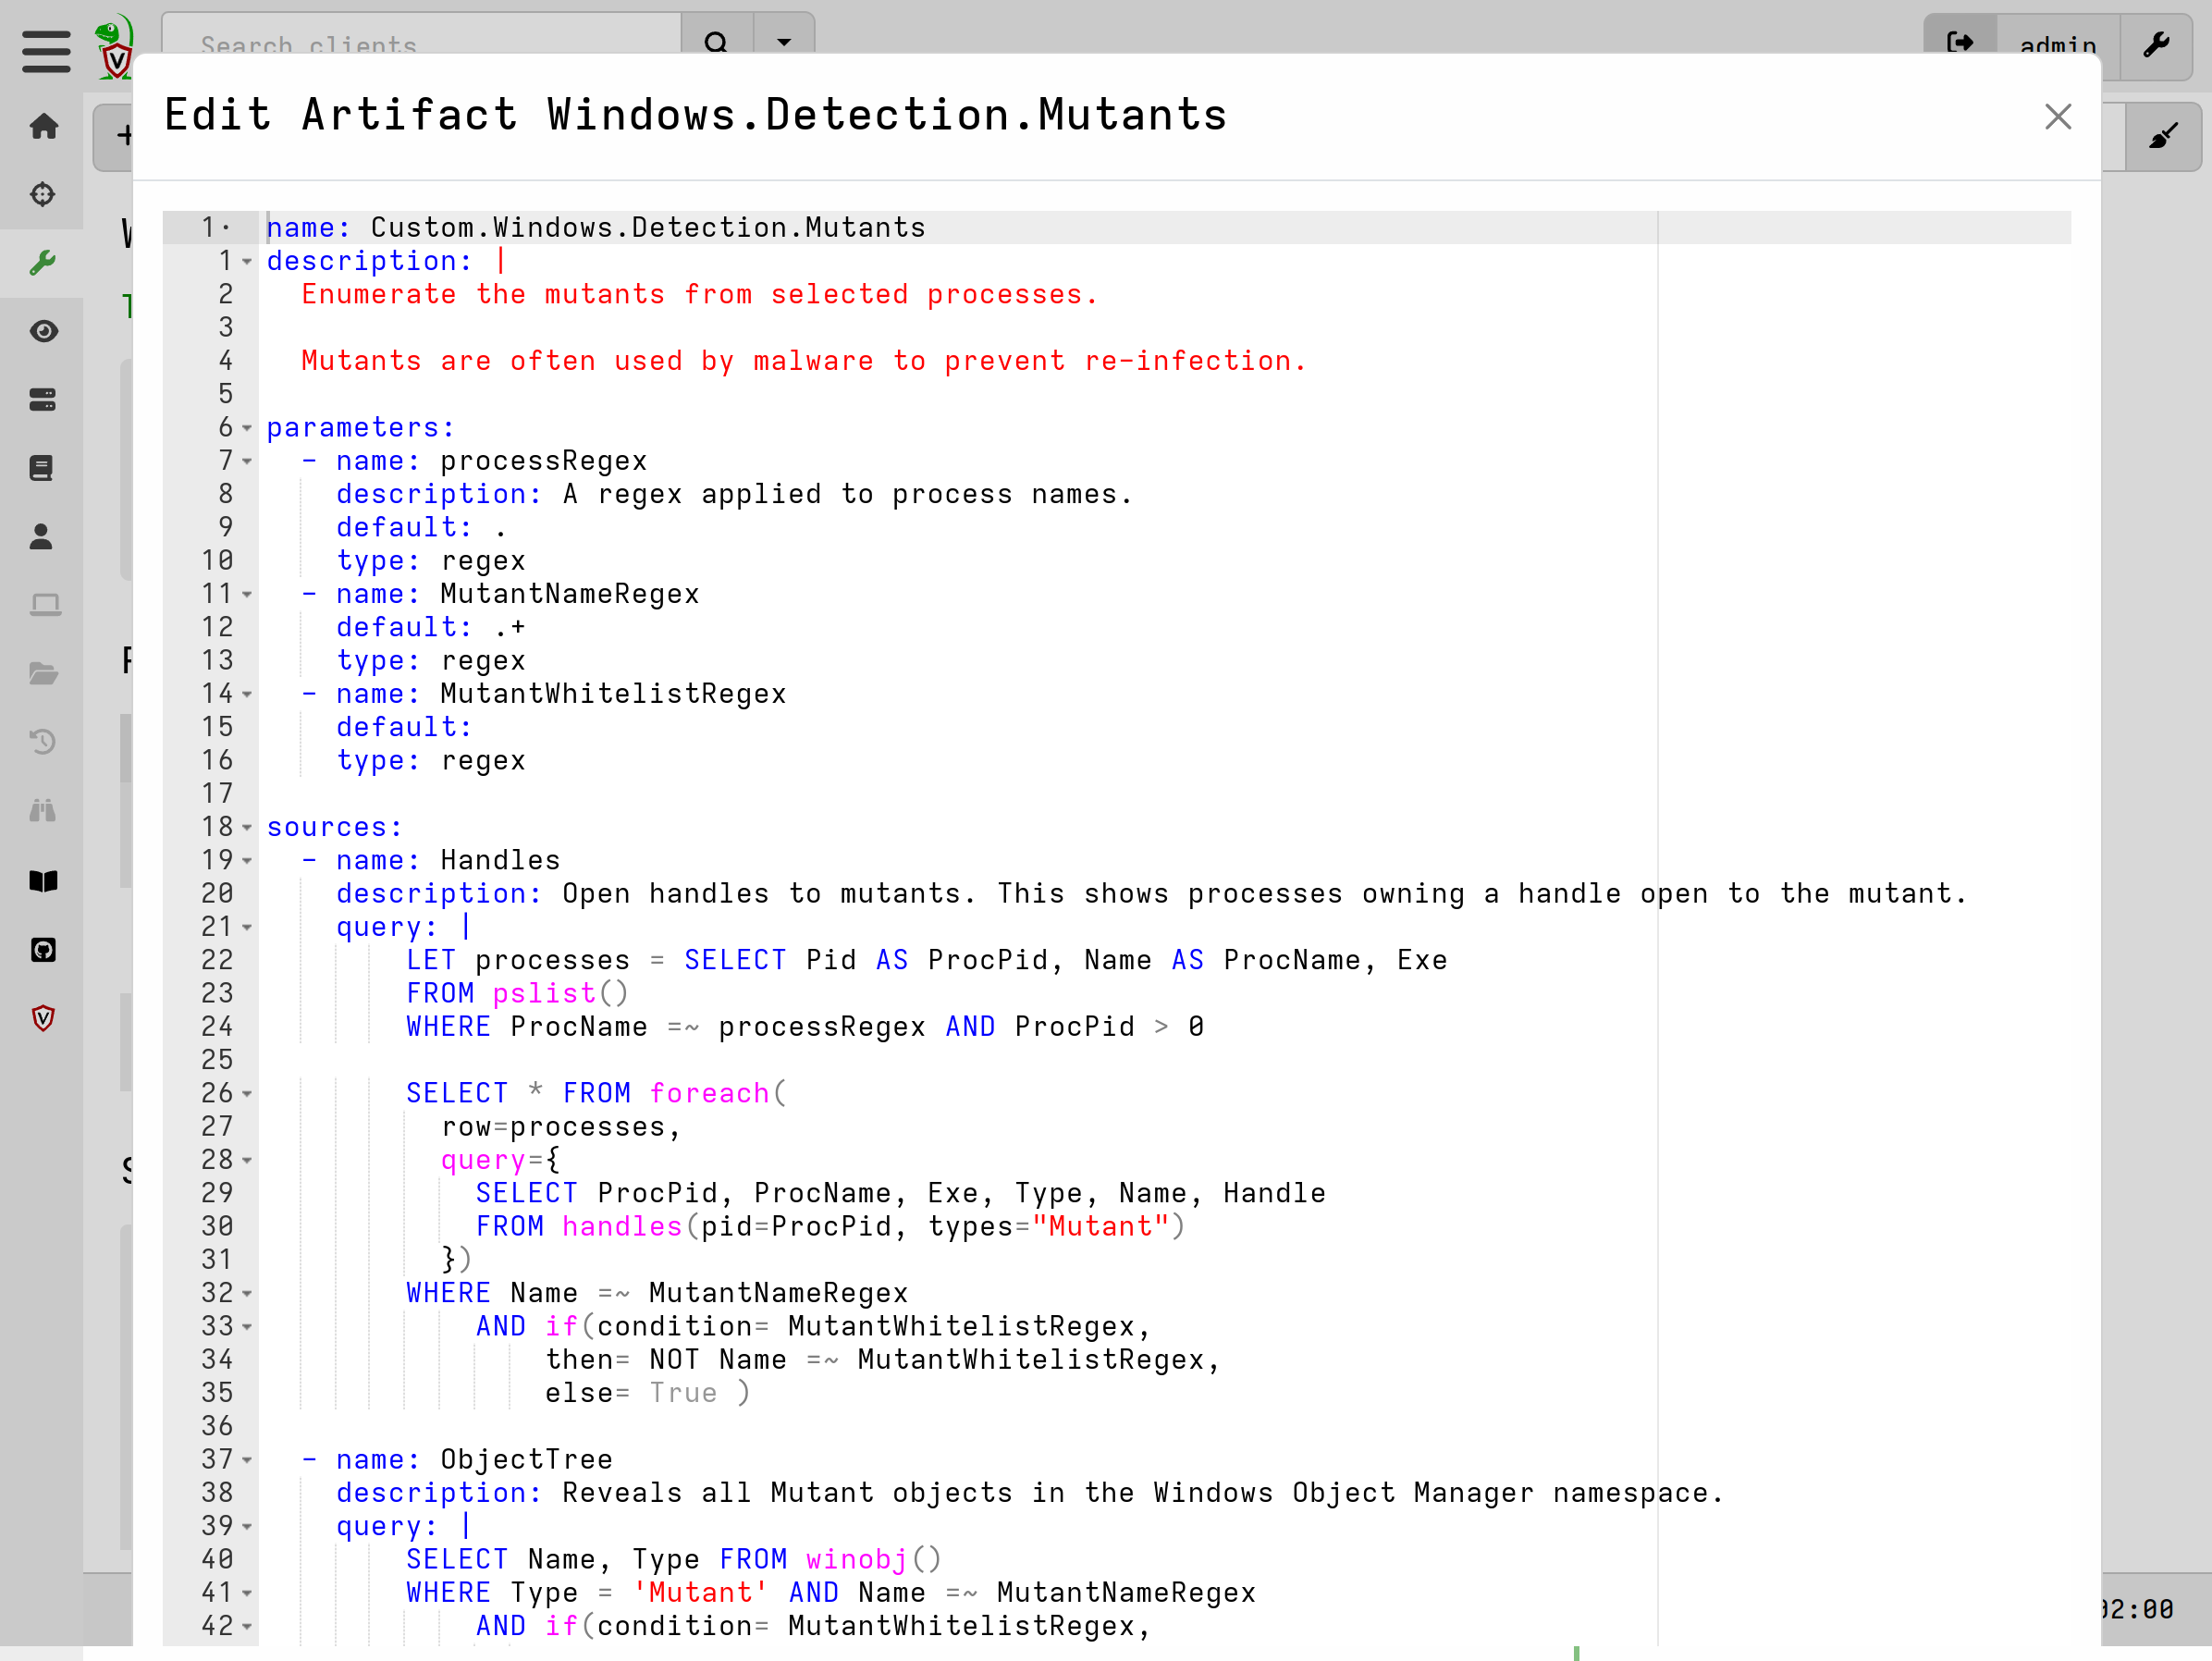 Search clients
admin
Edit Artifact Windows.Detection.Mutants
1· name: Custom.Windows.Detection.Mutants
1 description: |
2 Enumerate the mutants from selected processes.
3
4 Mutants are often used by malware to prevent re-infection.
5
6 parameters:
7 - name: processRegex
8 description: A regex applied to process names.
9 default: .
10 type: regex
11 - name: MutantNameRegex
12 default: .+
13 type: regex
14 - name: MutantWhitelistRegex
15 default:
16 type: regex
17
18 sources:
19 - name: Handles
20 description: Open handles to mutants. This shows processes owning a handle open to the mutant.
21 query: |
22 LET processes = SELECT Pid AS ProcPid, Name AS ProcName, Exe
23 FROM pslist()
24 WHERE ProcName =~ processRegex AND ProcPid > 0
25
26 SELECT * FROM foreach(
27 row=processes,
28 query={
29 SELECT ProcPid, ProcName, Exe, Type, Name, Handle
30 FROM handles(pid=ProcPid, types="Mutant")
31 })
32 WHERE Name =~ MutantNameRegex
33 AND if(condition= MutantWhitelistRegex,
34 then= NOT Name =~ MutantWhitelistRegex,
35 else= True )
36
37 - name: ObjectTree
38 description: Reveals all Mutant objects in the Windows Object Manager namespace.
39 query: |
40 SELECT Name, Type FROM winobj()
41 WHERE Type = 'Mutant' AND Name =~ MutantNameRegex
42 AND if(condition= MutantWhitelistRegex,
02:00